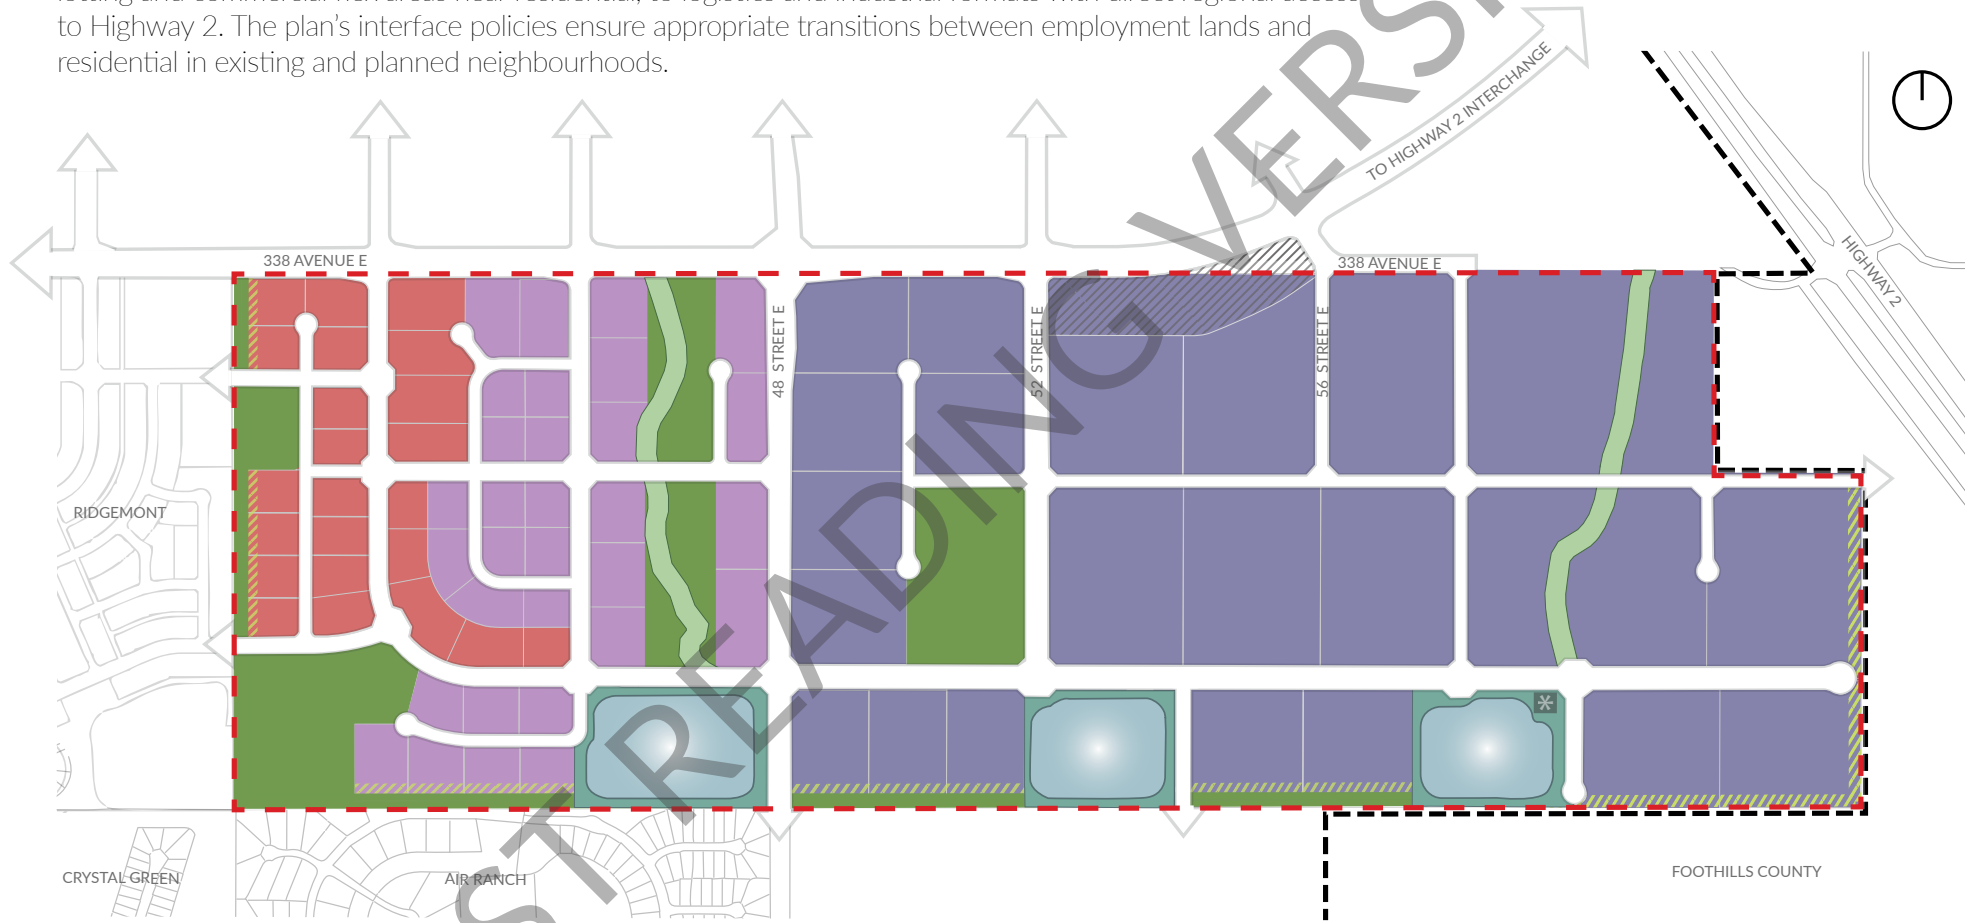 to Highway 2. The plan’s interface policies ensure appropriate transitions between employment lands and
residential in existing and planned neighbourhoods.
TO HIGHWAY 2 INTERCHANGE
HIGHWAY 2
338 AVENUE E
338 AVENUE E
48 STREET E
52 STREET E
56 STREET E
RIDGEMONT
CRYSTAL GREEN
AIR RANCH
FOOTHILLS COUNTY
ST READING VERS